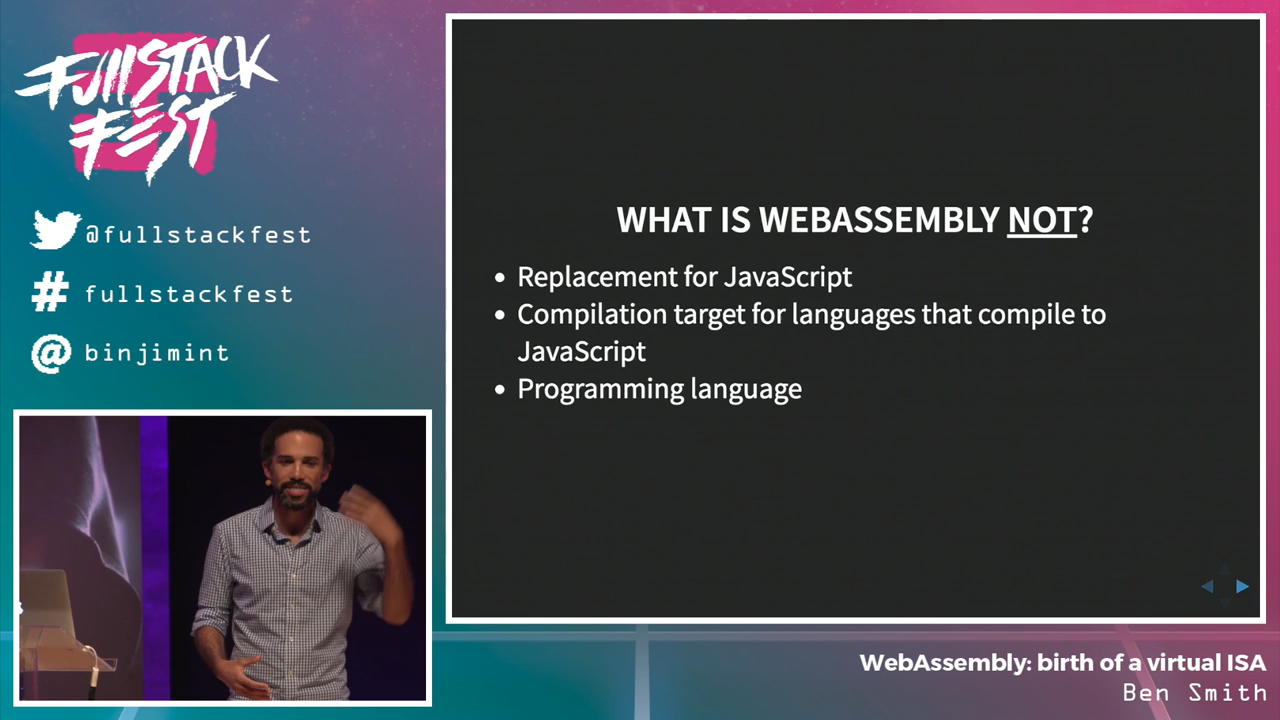 FullSTACK
FEST
@fullstackfest
# fullstackfest
@ binjimint
WHAT IS WEBASSEMBLY NOT?
• Replacement for JavaScript
• Compilation target for languages that compile to
JavaScript
• Programming language
WebAssembly: birth of a virtual ISA
Ben Smith